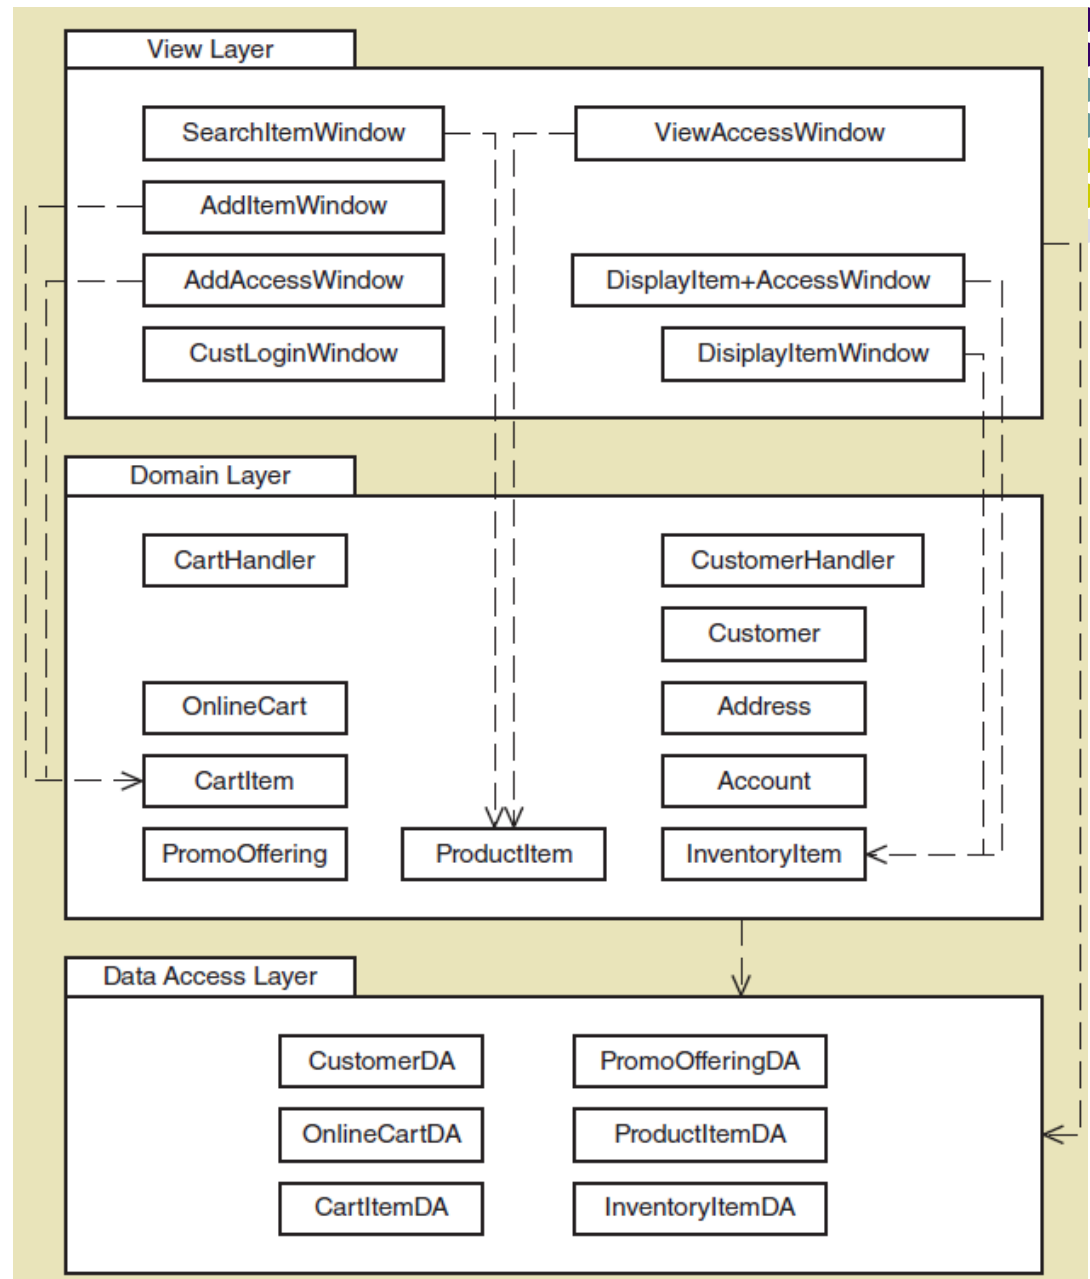 View Layer
SearchItemWindow
ViewAccessWindow
AddItemWindow
AddAccessWindow
DisplayItem+AccessWindow
CustLoginWindow
DisiplayItemWindow
Domain Layer
CartHandler
CustomerHandler
Customer
OnlineCart
Address
CartItem
Account
PromoOffering
ProductItem
InventoryItem
Data Access Layer
CustomerDA
PromoOfferingDA
OnlineCartDA
ProductItemDA
CartItemDA
InventoryItemDA